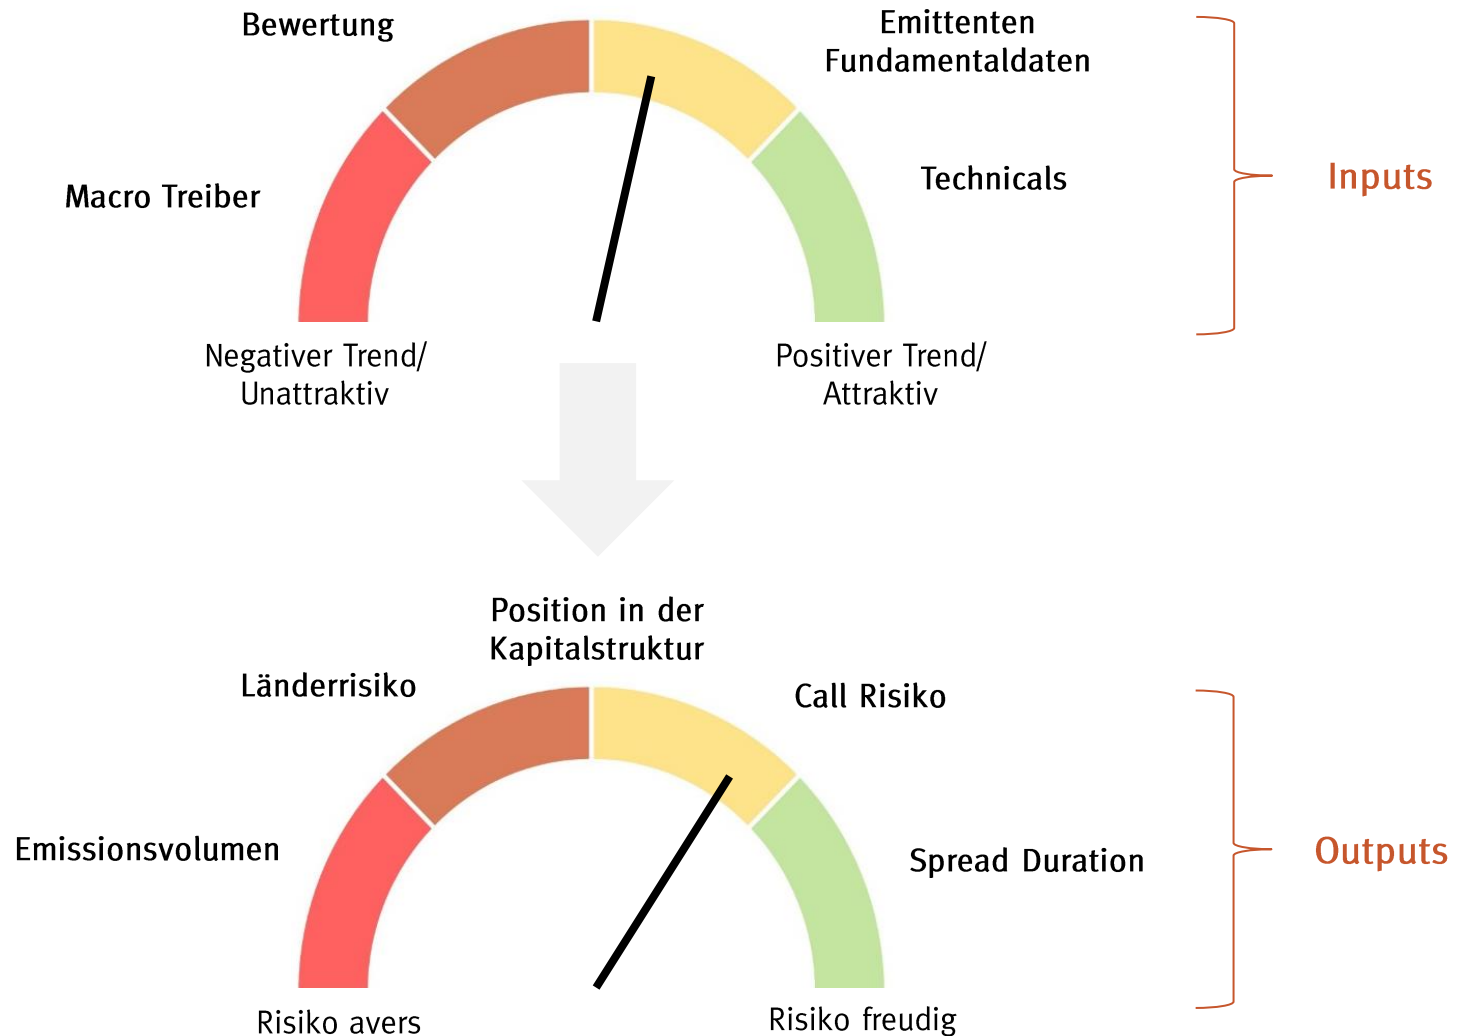 Bewertung
Emittenten
Fundamentaldaten
Macro Treiber
Technicals
Inputs
Negativer Trend/
Unattraktiv
Positiver Trend/
Attraktiv
Position in der
Kapitalstruktur
Länderrisiko
Call Risiko
Emissionsvolumen
Spread Duration
Outputs
Risiko avers
Risiko freudig